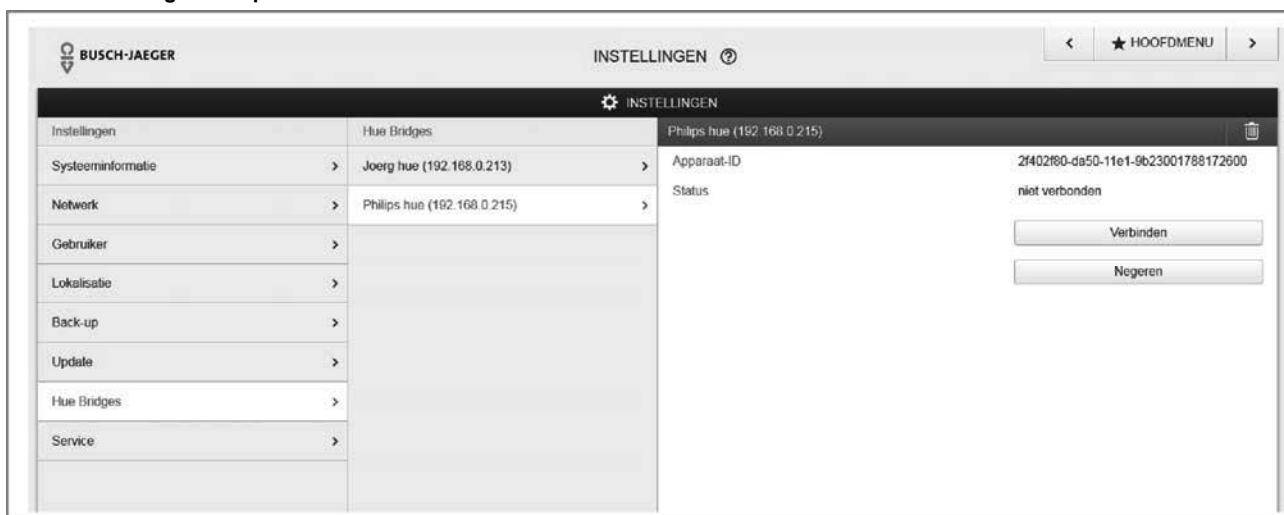 BUSCH-JAEGER
INSTELLINGEN ?
< ★ HOOFDMENU >
INSTELLINGEN
Instellingen
Systeeminformatie >
Netwerk >
Gebruiker >
Lokalisatie >
Back-up >
Update >
Hue Bridges >
Service >
Hue Bridges
Joerg hue (192.168.0.213) >
Philips hue (192.168.0.215) >
Philips hue (192.168.0.215)
Apparaat-ID 2f402f80-da50-11e1-9b23001788172600
Status niet verbonden
Verbinden
Negeren